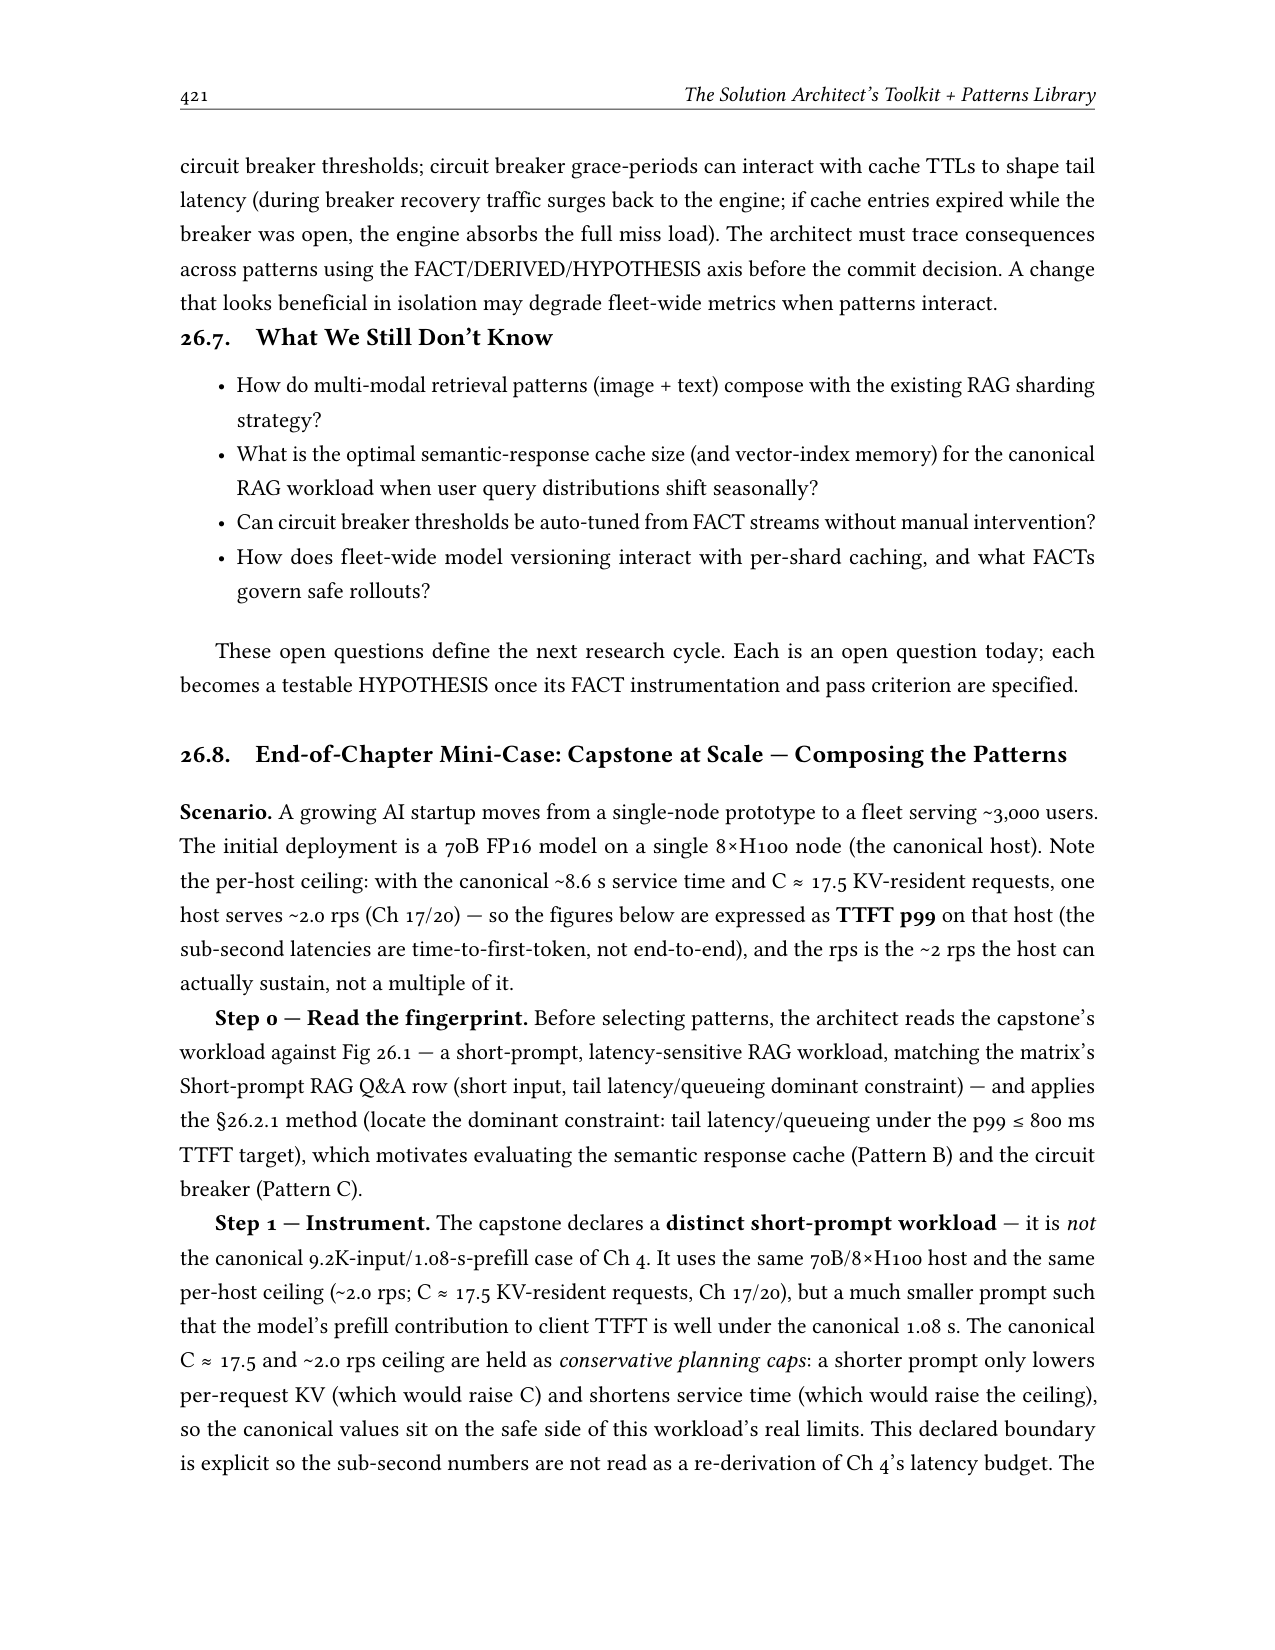 421
The Solution Architect's Toolkit + Patterns Library
circuit breaker thresholds; circuit breaker grace-periods can interact with cache TTLs to shape tail
latency (during breaker recovery traffic surges back to the engine; if cache entries expired while the
breaker was open, the engine absorbs the full miss load). The architect must trace consequences
across patterns using the FACT/DERIVED/HYPOTHESIS axis before the commit decision. A change
that looks beneficial in isolation may degrade fleet-wide metrics when patterns interact.
26.7. What We Still Don't Know
• How do multi-modal retrieval patterns (image + text) compose with the existing RAG sharding
strategy?
• What is the optimal semantic-response cache size (and vector-index memory) for the canonical
RAG workload when user query distributions shift seasonally?
• Can circuit breaker thresholds be auto-tuned from FACT streams without manual intervention?
• How does fleet-wide model versioning interact with per-shard caching, and what FACTs
govern safe rollouts?
These open questions define the next research cycle. Each is an open question today; each
becomes a testable HYPOTHESIS once its FACT instrumentation and pass criterion are specified.
26.8. End-of-Chapter Mini-Case: Capstone at Scale — Composing the Patterns
Scenario. A growing AI startup moves from a single-node prototype to a fleet serving ~3,000 users.
The initial deployment is a 70B FP16 model on a single 8×H100 node (the canonical host). Note
the per-host ceiling: with the canonical ~8.6 s service time and C ≈ 17.5 KV-resident requests, one
host serves ~2.0 rps (Ch 17/20) — so the figures below are expressed as TTFT p99 on that host (the
sub-second latencies are time-to-first-token, not end-to-end), and the rps is the ~2 rps the host can
actually sustain, not a multiple of it.
Step 0 — Read the fingerprint. Before selecting patterns, the architect reads the capstone's
workload against Fig 26.1 — a short-prompt, latency-sensitive RAG workload, matching the matrix's
Short-prompt RAG Q&A row (short input, tail latency/queueing dominant constraint) — and applies
the §26.2.1 method (locate the dominant constraint: tail latency/queueing under the p99 ≤ 800 ms
TTFT target), which motivates evaluating the semantic response cache (Pattern B) and the circuit
breaker (Pattern C).
Step 1 — Instrument. The capstone declares a distinct short-prompt workload — it is not
the canonical 9.2K-input/1.08-s-prefill case of Ch 4. It uses the same 70B/8×H100 host and the same
per-host ceiling (~2.0 rps; C ≈ 17.5 KV-resident requests, Ch 17/20), but a much smaller prompt such
that the model's prefill contribution to client TTFT is well under the canonical 1.08 s. The canonical
C ≈ 17.5 and ~2.0 rps ceiling are held as conservative planning caps: a shorter prompt only lowers
per-request KV (which would raise C) and shortens service time (which would raise the ceiling),
so the canonical values sit on the safe side of this workload's real limits. This declared boundary
is explicit so the sub-second numbers are not read as a re-derivation of Ch 4's latency budget. The